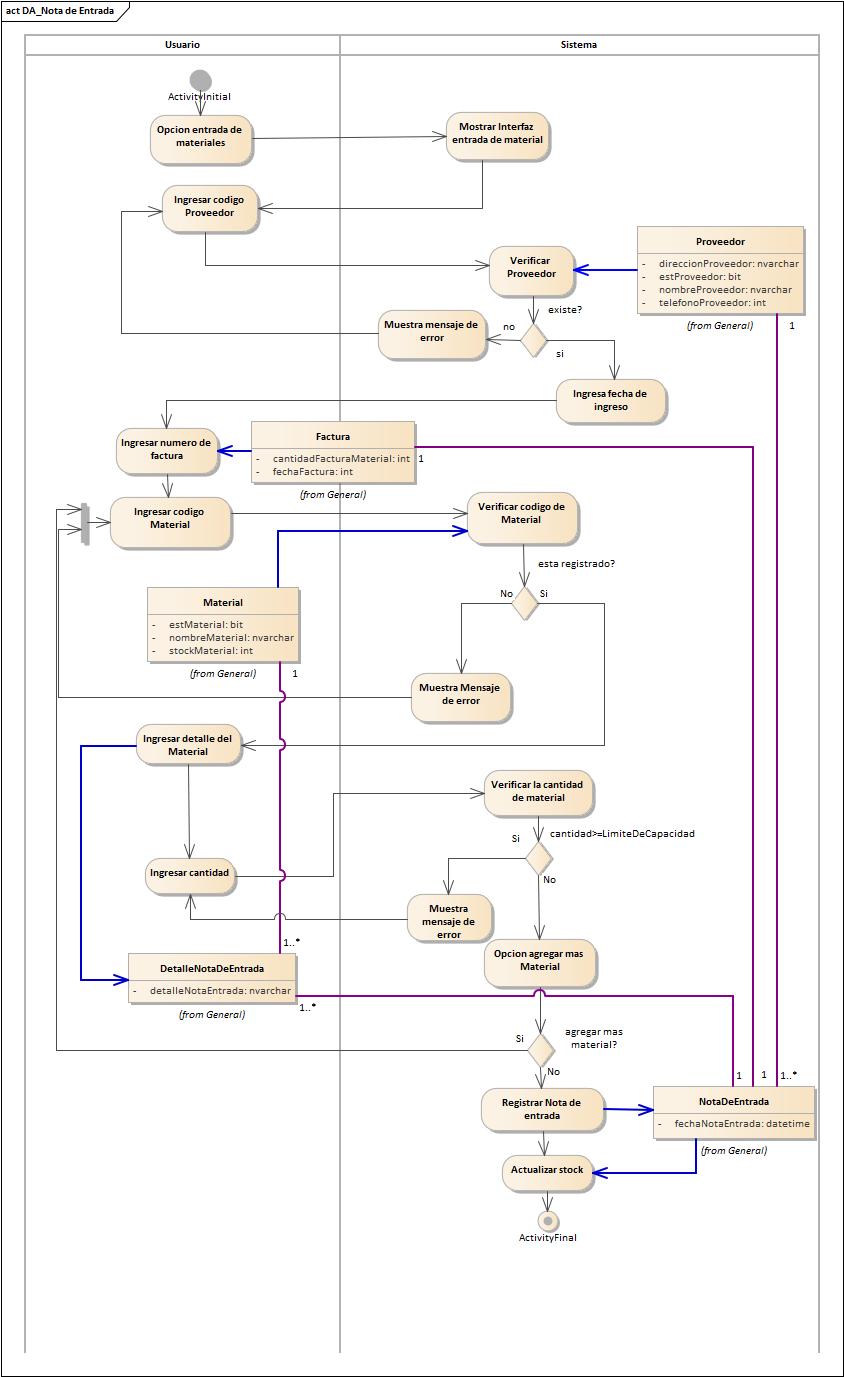 act DA_Nota de Entrada
Usuario
Sistema
ActivityInitial
Opcion entrada de
materiales
Mostrar Interfaz
entrada de material
Ingresar codigo
Proveedor
Verificar
Proveedor
Proveedor
- direccionProveedor: nvarchar
- estProveedor: bit
- nombreProveedor: nvarchar
- telefonoProveedor: int
(from General)
1
existe?
no
si
Muestra mensaje de
error
Ingresa fecha de
ingreso
Ingresar numero de
factura
Factura
- cantidadFacturaMaterial: int
- fechaFactura: int
(from General)
1
Ingresar codigo
Material
Verificar codigo de
Material
esta registrado?
No
Si
Material
- estMaterial: bit
- nombreMaterial: nvarchar
- stockMaterial: int
(from General)
1
Muestra Mensaje
de error
Ingresar detalle del
Material
Verificar la cantidad
de material
Si
cantidad>=LimiteDeCapacidad
No
Ingresar cantidad
Muestra
mensaje de
error
Opcion agregar mas
Material
1..*
DetalleNotaDeEntrada
- detalleNotaEntrada: nvarchar
(from General)
1..*
Si
agregar mas
material?
No
1
1
1..*
Registrar Nota de
entrada
NotaDeEntrada
- fechaNotaEntrada: datetime
(from General)
Actualizar stock
ActivityFinal